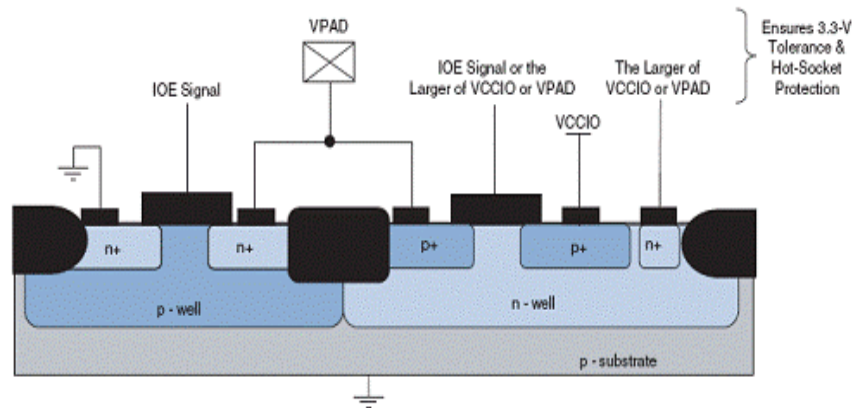 VPAD
IOE Signal
IOE Signal or the
Larger of VCCIO or VPAD
The Larger of
VCCIO or VPAD
Ensures 3.3-V
Tolerance &
Hot-Socket
Protection
VCCIO
n+
n+
p+
p+
n+
p - well
n - well
p - substrate